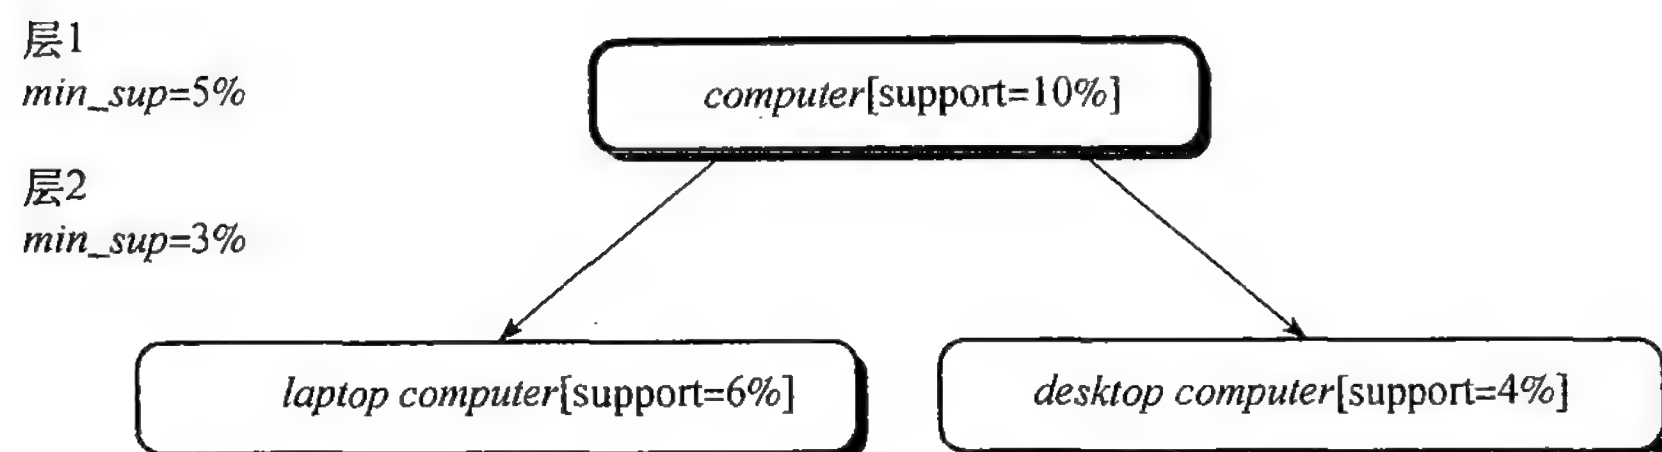 层1
min_sup=5%
computer[support=10%]
层2
min_sup=3%
laptop computer[support=6%]
desktop computer[support=4%]